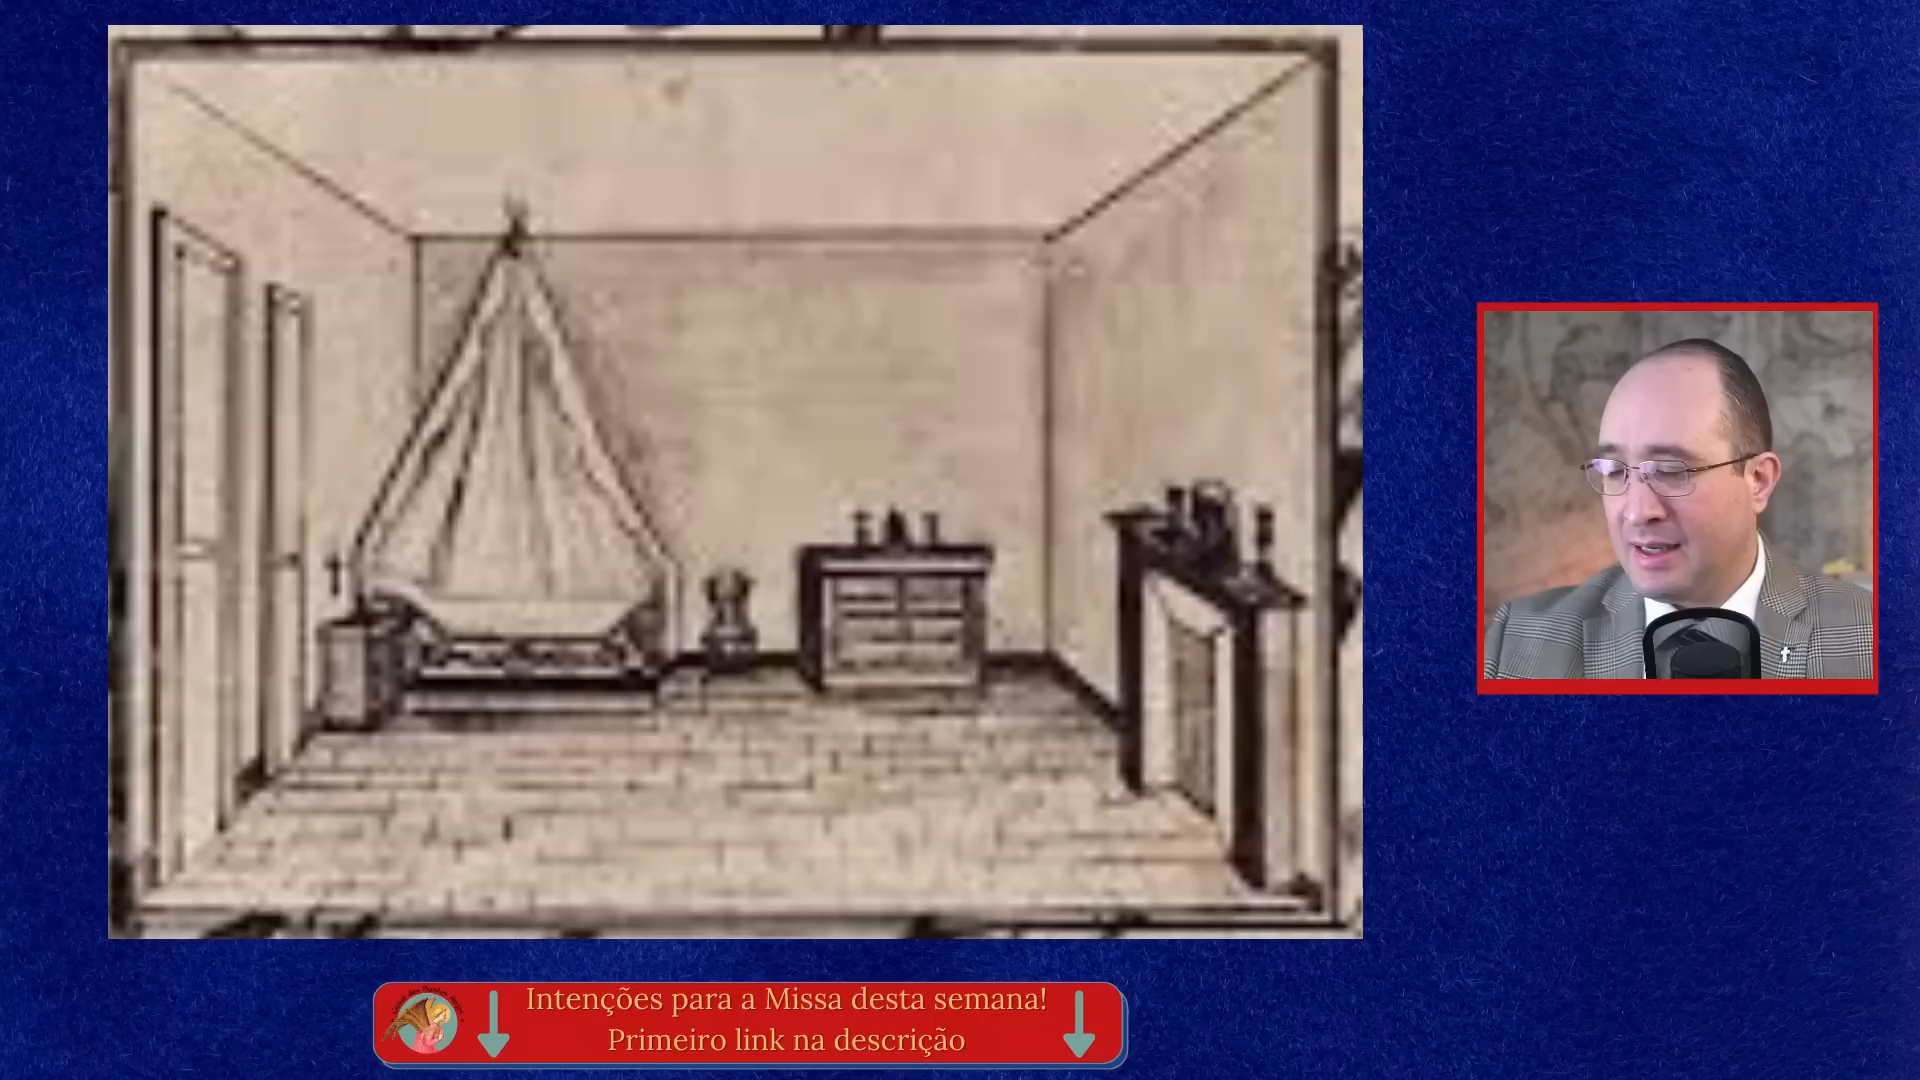 Intenções para a Missa desta semana!
Primeiro link na descrição